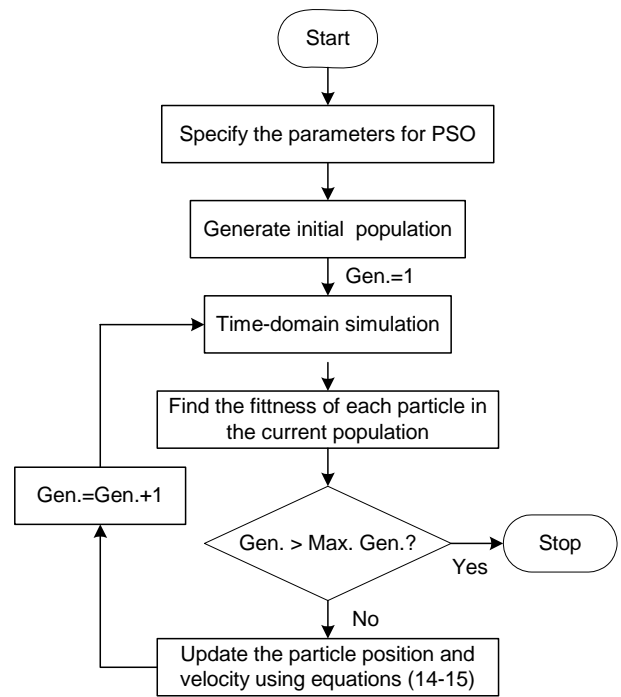 Start
Specify the parameters for PSO
Generate initial population
Gen.=1
Time-domain simulation
Find the fittness of each particle in
the current population
Gen.=Gen.+1
Gen. > Max. Gen.?
Stop
Yes
No
Update the particle position and
velocity using equations (14-15)